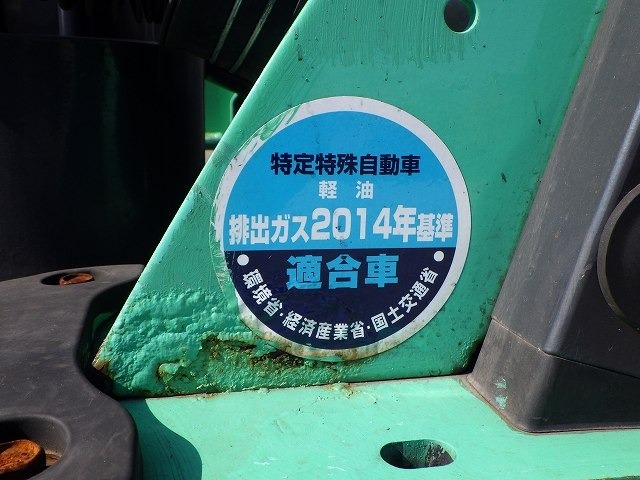 特定特殊自動車
軽油
排出ガス2014年基準
適合車
環境省・経済産業省・国土交通省